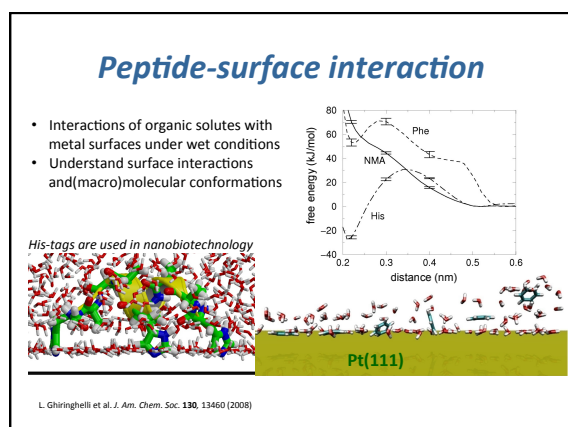 Peptide-surface interaction
• Interactions of organic solutes with
metal surfaces under wet conditions
• Understand surface interactions
and(macro)molecular conformations
80
60
40
20
0
−20
−40
free energy (kJ/mol)
Phe
NMA
His
0.2 0.3 0.4 0.5 0.6
distance (nm)
His-tags are used in nanobiotechnology
Pt(111)
L. Ghiringhelli et al. J. Am. Chem. Soc. 130, 13460 (2008)